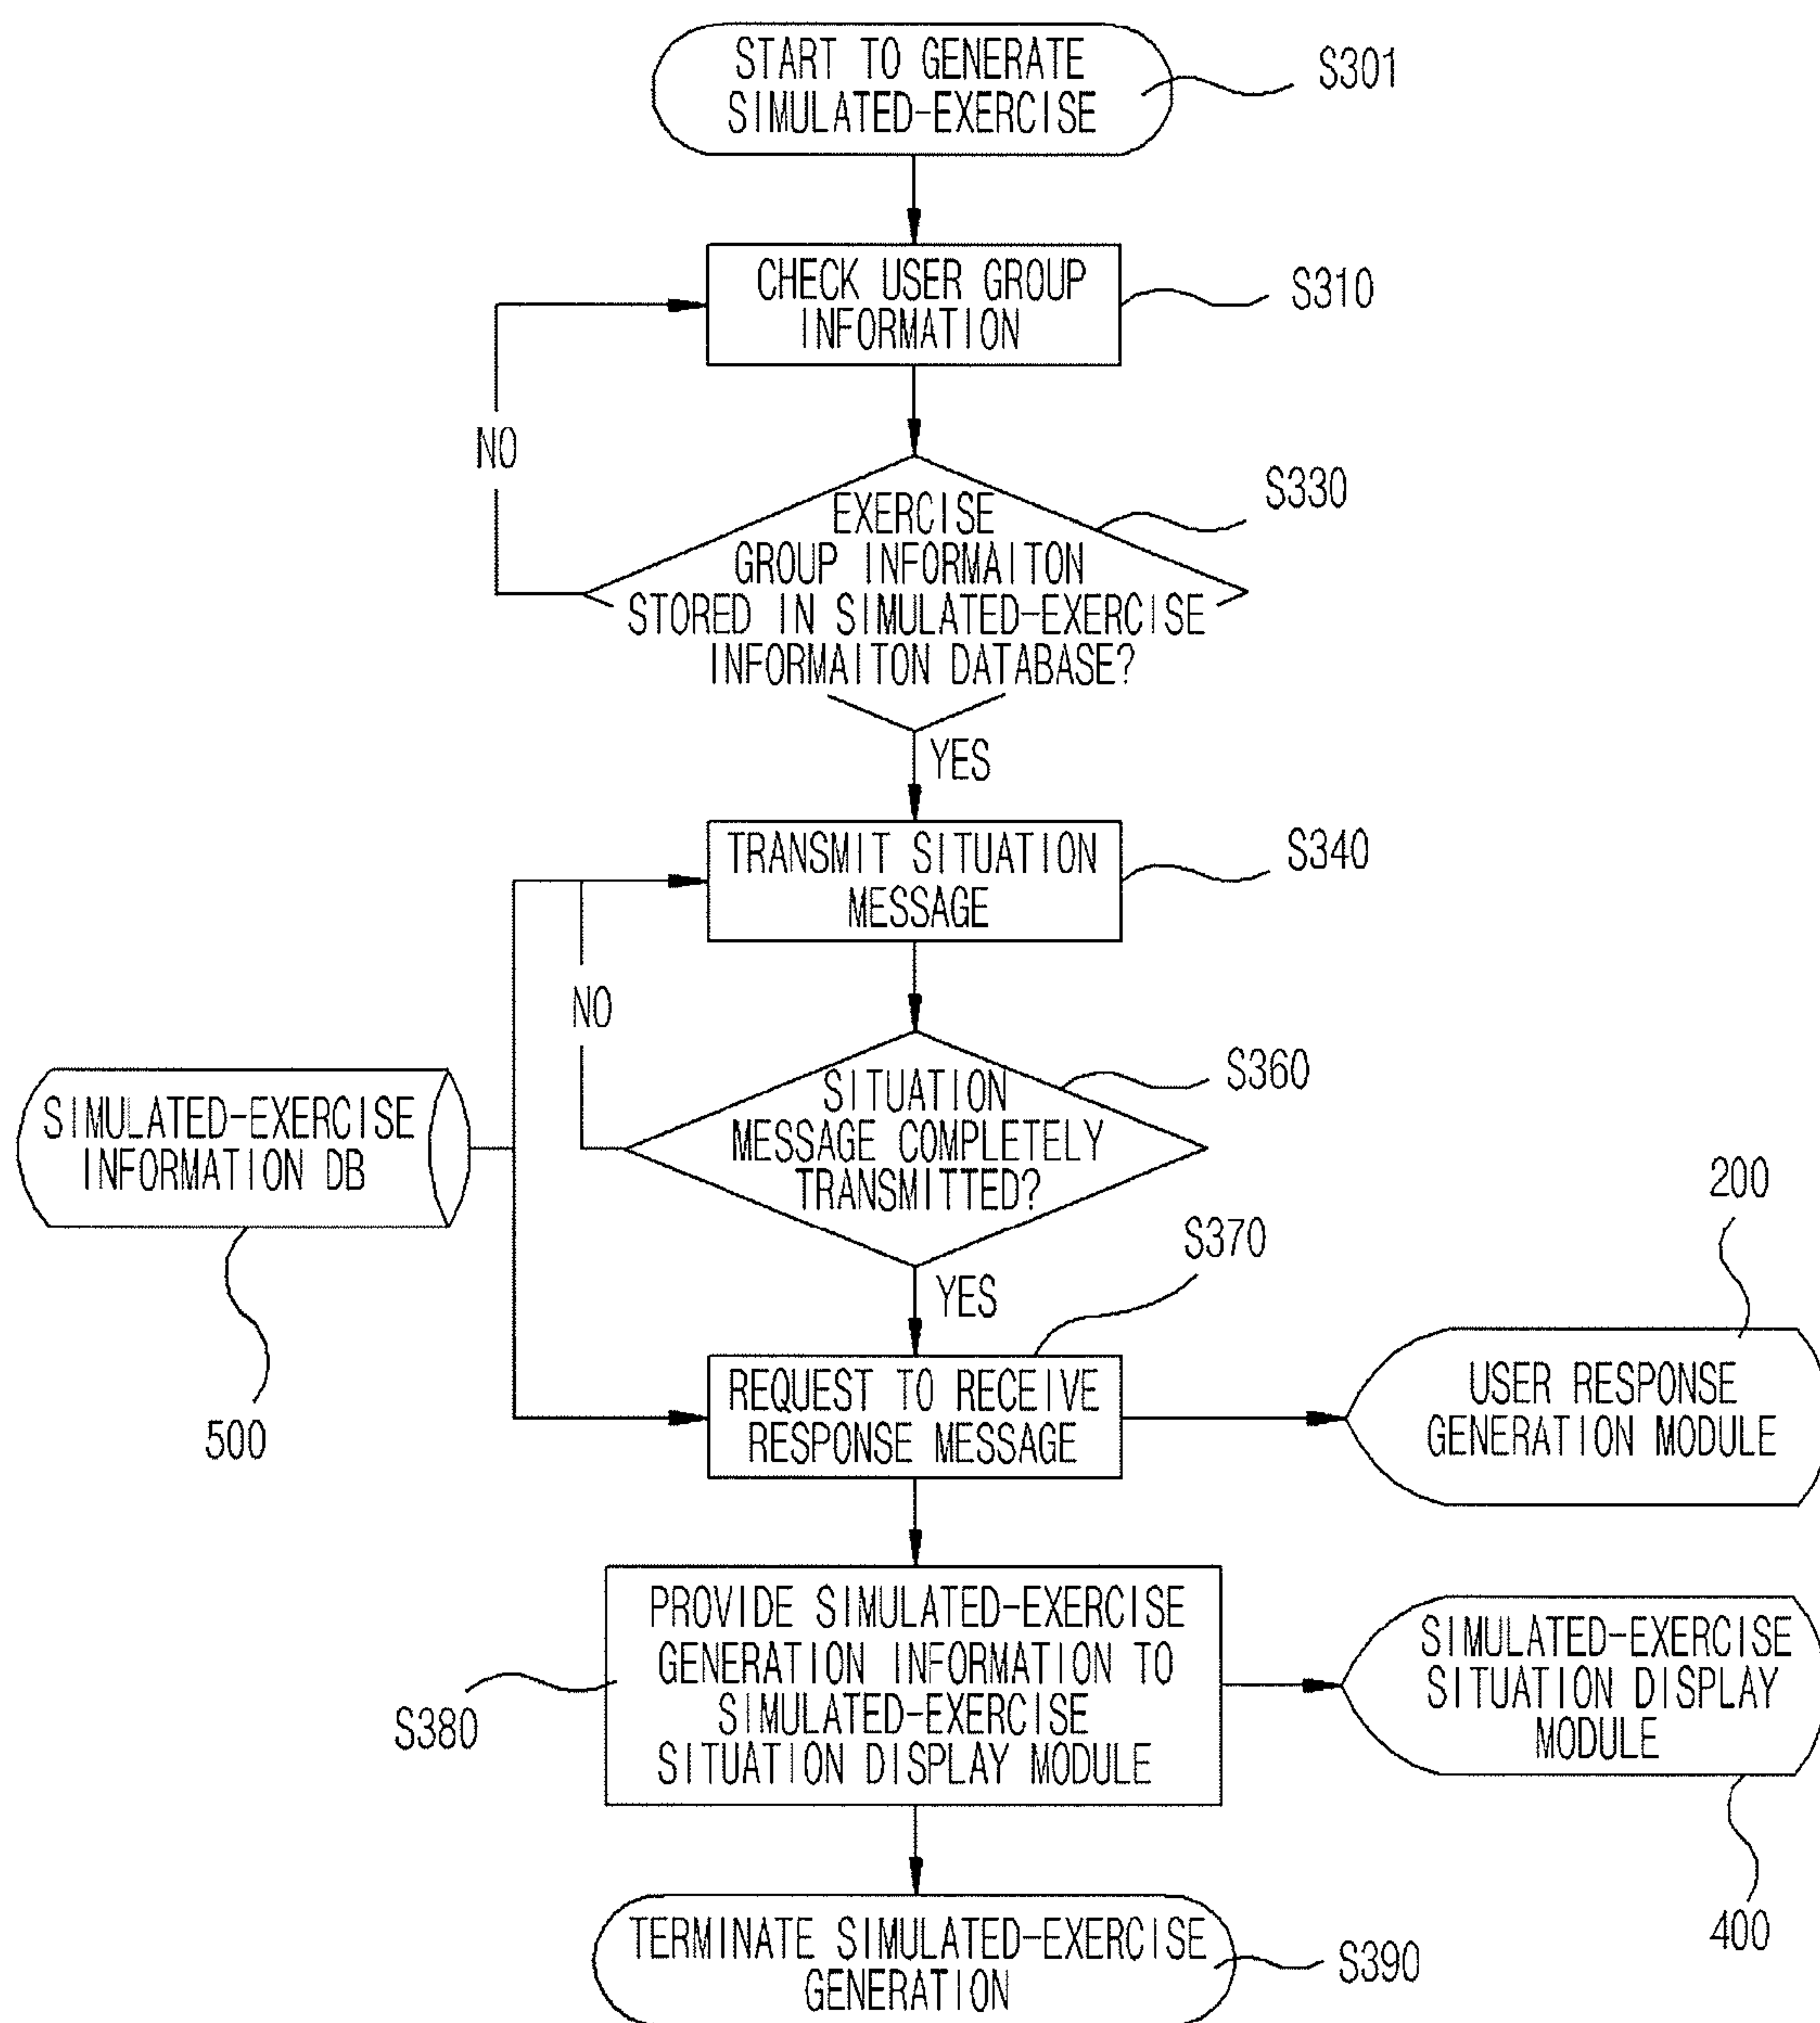 START TO GENERATE
SIMULATED-EXERCISE
S301
CHECK USER GROUP
INFORMATION
S310
NO
EXERCISE
GROUP INFORMAITON
STORED IN SIMULATED-EXERCISE
INFORMAITON DATABASE?
S330
YES
TRANSMIT SITUATION
MESSAGE
S340
NO
SITUATION
MESSAGE COMPLETELY
TRANSMITTED?
S360
SIMULATED-EXERCISE
INFORMATION DB
500
YES
S370
REQUEST TO RECEIVE
RESPONSE MESSAGE
200
USER RESPONSE
GENERATION MODULE
PROVIDE SIMULATED-EXERCISE
GENERATION INFORMATION TO
SIMULATED-EXERCISE
SITUATION DISPLAY MODULE
S380
SIMULATED-EXERCISE
SITUATION DISPLAY
MODULE
400
TERMINATE SIMULATED-EXERCISE
GENERATION
S390